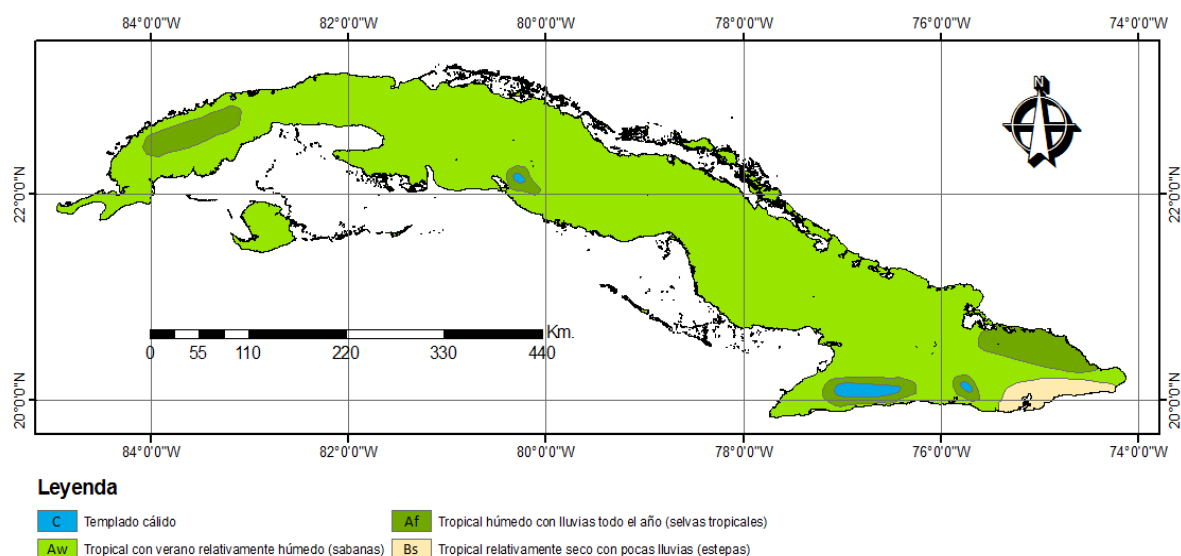 84°0'0"W 82°0'0"W 80°0'0"W 78°0'0"W 76°0'0"W 74°0'0"W
N
22°0'0"N 22°0'0"N
Km.
0 55 110 220 330 440
20°0'0"N 20°0'0"N
84°0'0"W 82°0'0"W 80°0'0"W 78°0'0"W 76°0'0"W 74°0'0"W
Leyenda
C Templado cálido Af Tropical húmedo con lluvias todo el año (selvas tropicales)
Aw Tropical con verano relativamente húmedo (sabanas) Bs Tropical relativamente seco con pocas lluvias (estepas)